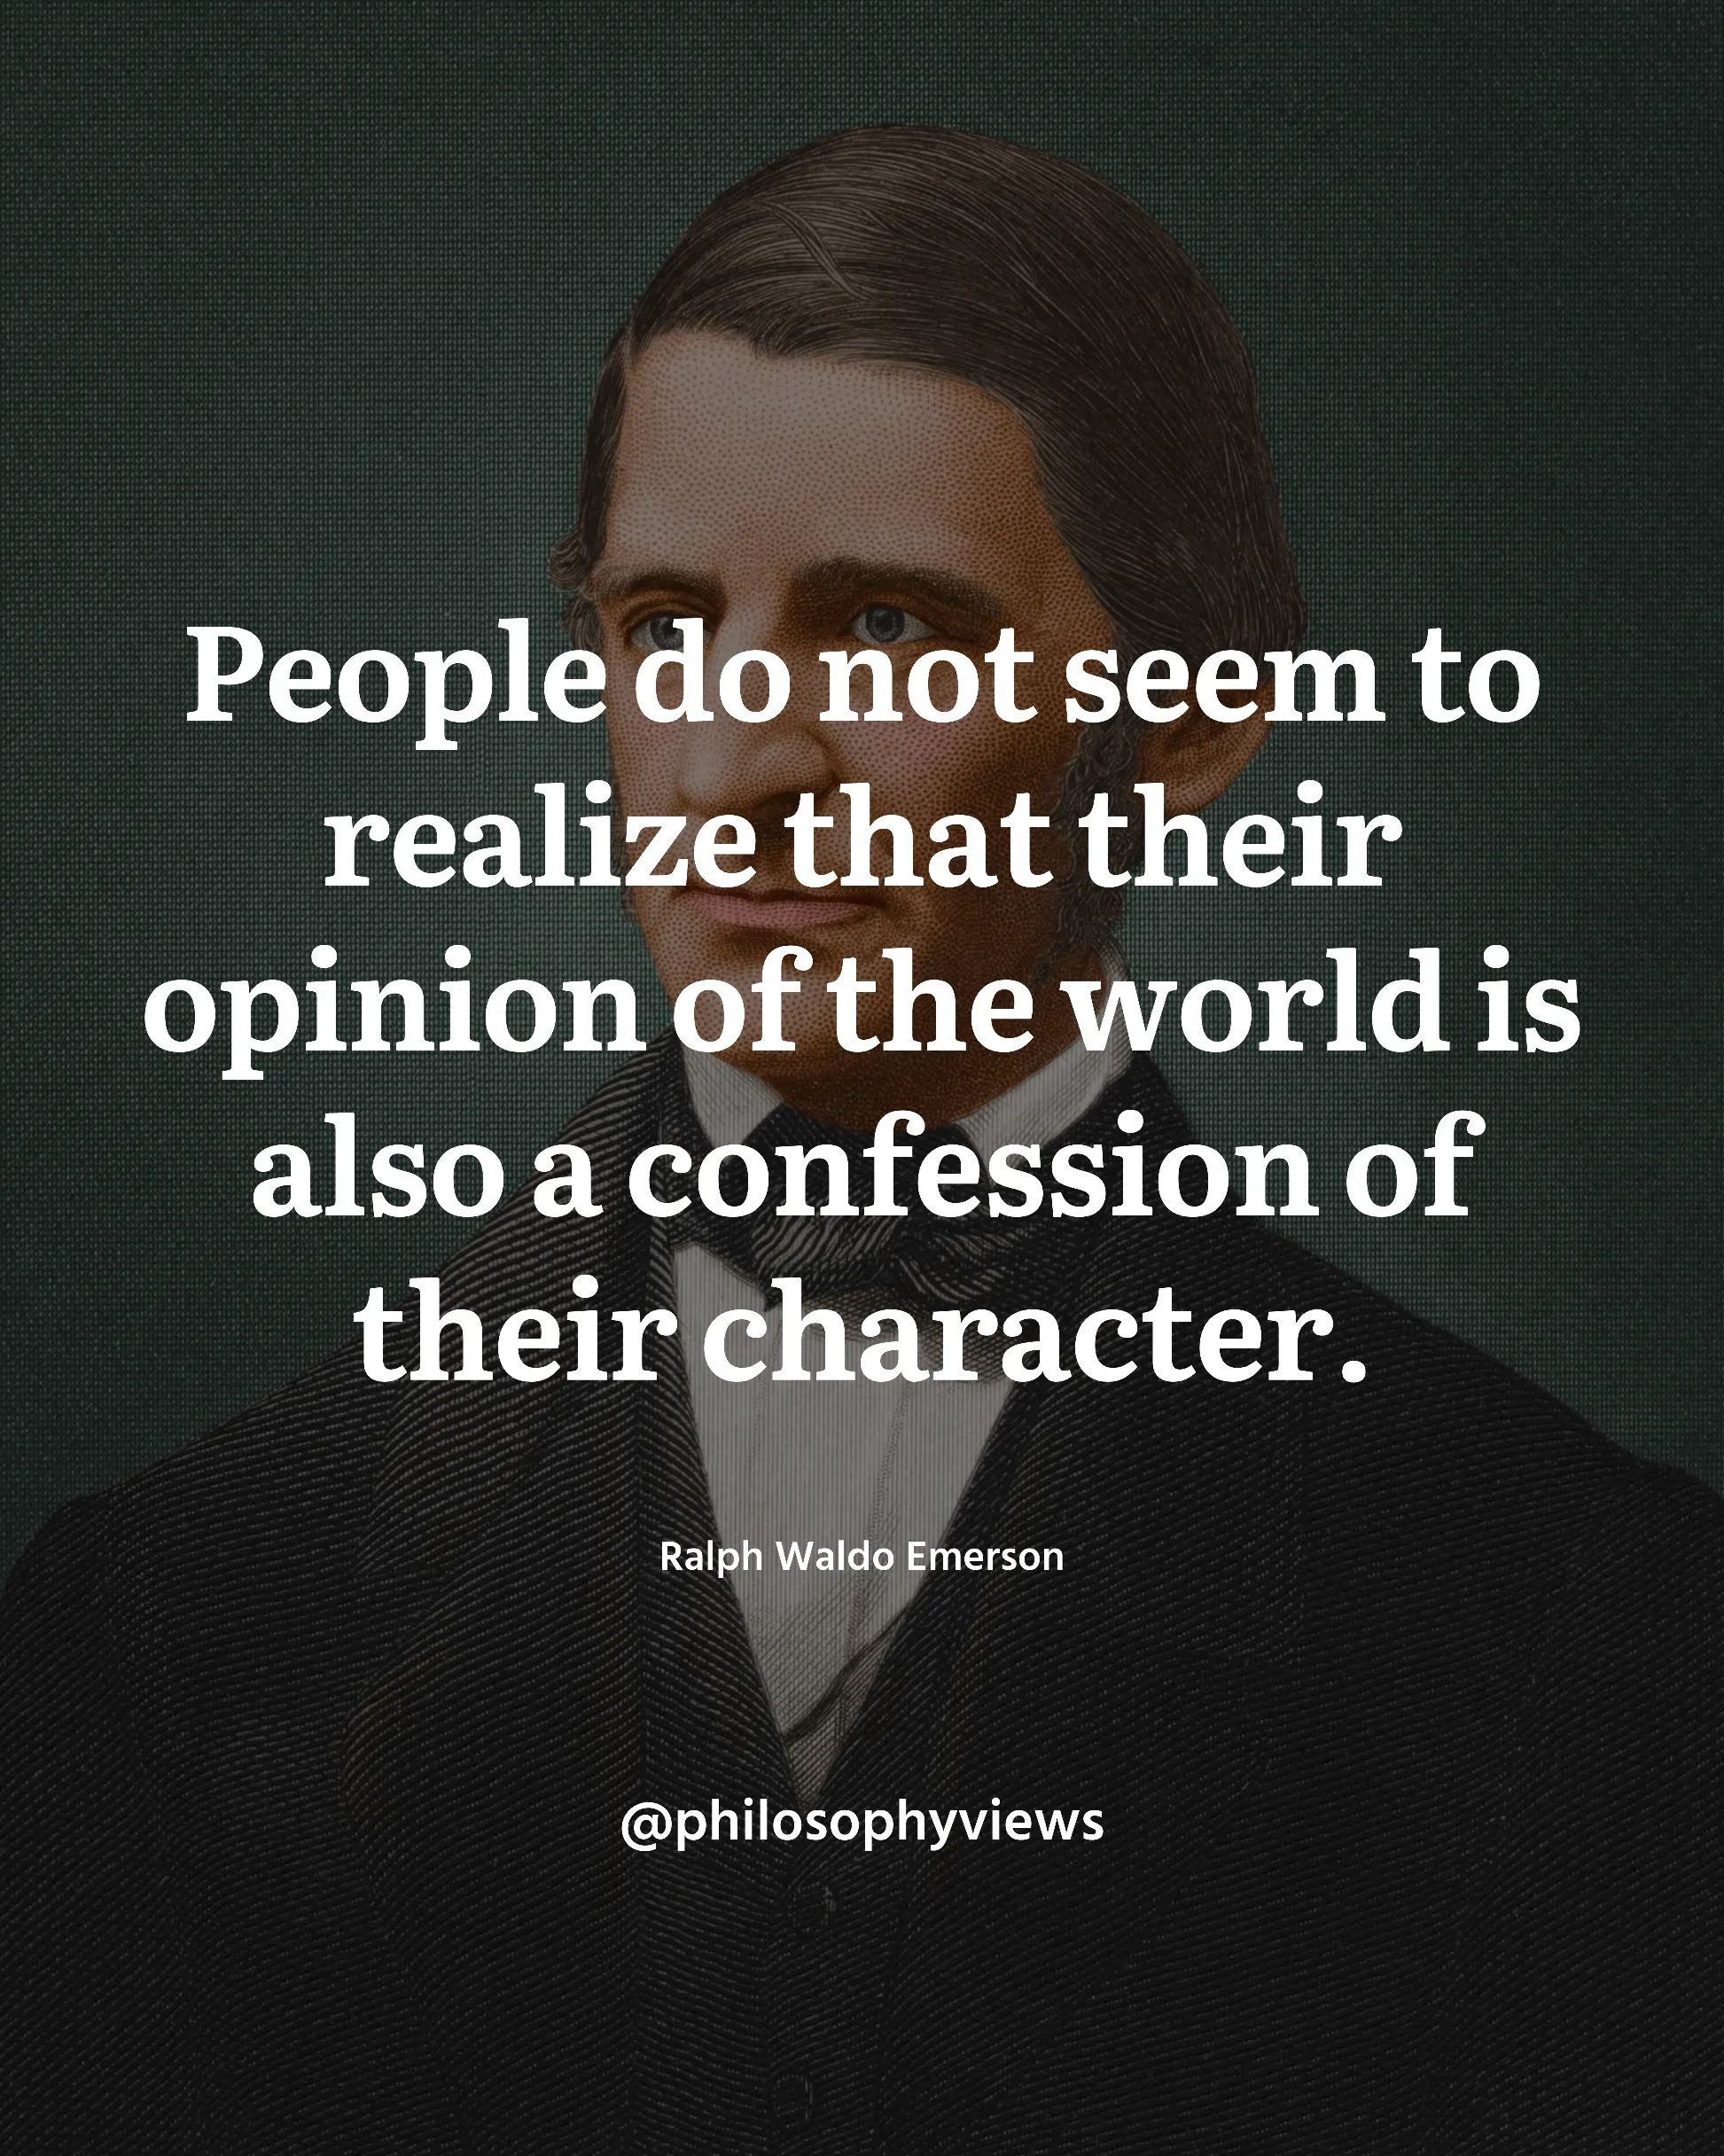 People do not seem to
realize that their
opinion of the world is
also a confession of
their character.
Ralph Waldo Emerson
@philosophyviews